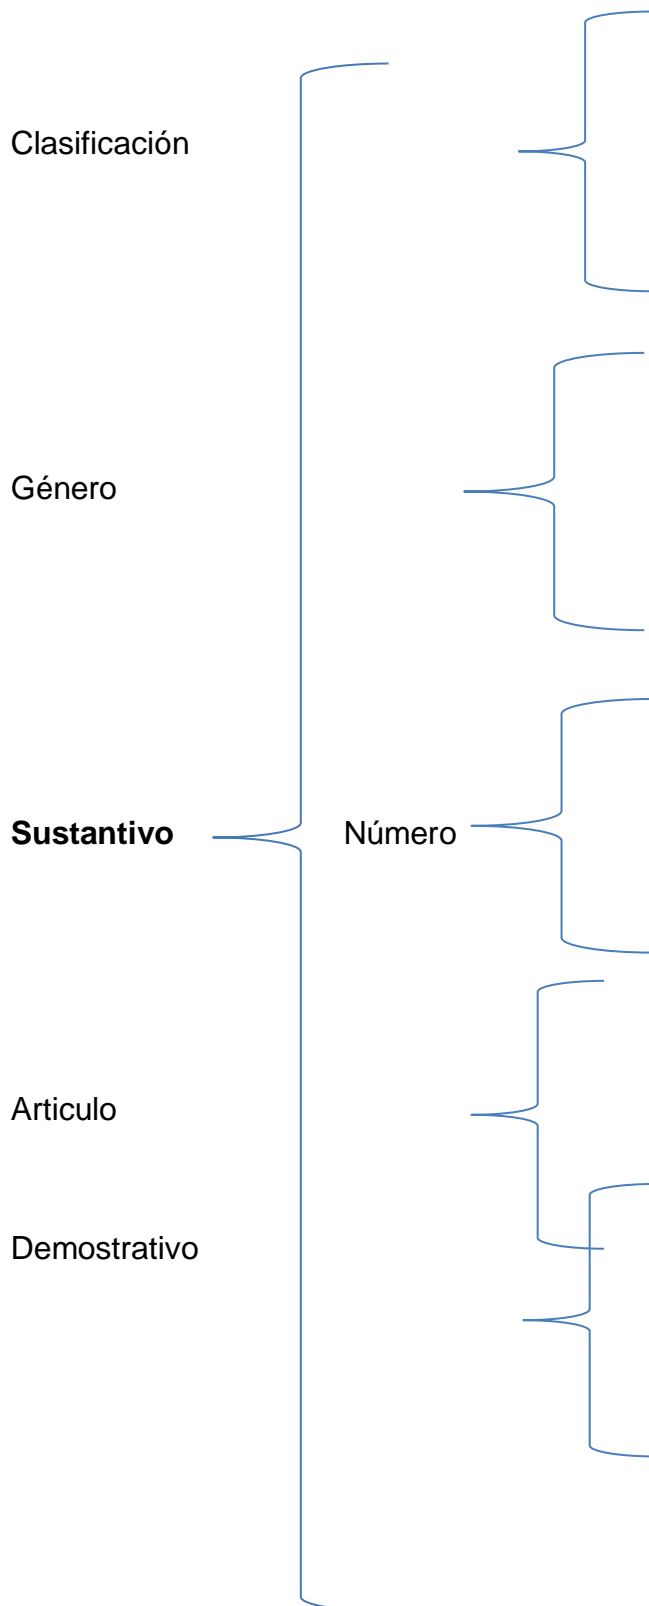 Clasificación
Género
Sustantivo Número
Articulo
Demostrativo